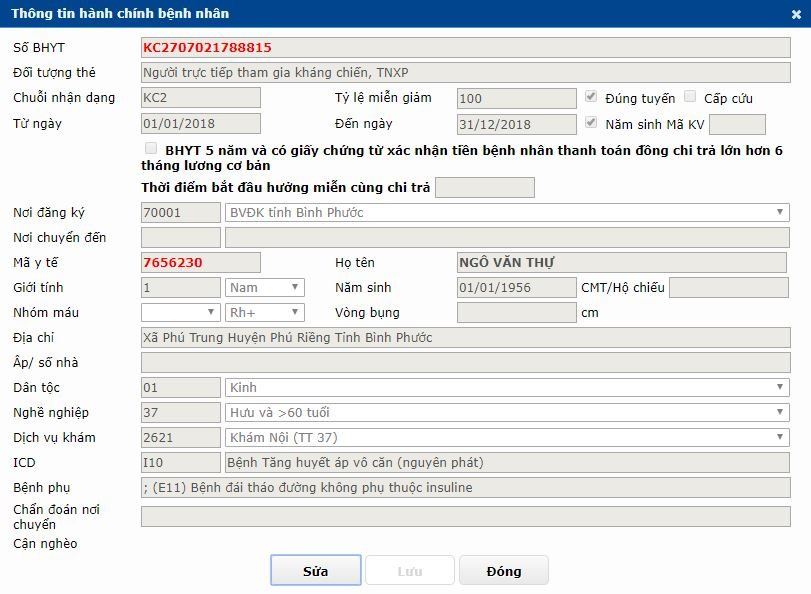 Thông tin hành chính bệnh nhân
Số BHYT KC2707021788815
Đối tượng thẻ Người trực tiếp tham gia kháng chiến, TNXP
Chuỗi nhận dạng KC2 Tỷ lệ miễn giảm 100 Đúng tuyến Cấp cứu
Từ ngày 01/01/2018 Đến ngày 31/12/2018 Năm sinh Mã KV
BHYT 5 năm và có giấy chứng từ xác nhận tiền bệnh nhân thanh toán đồng chi trả lớn hơn 6
tháng lương cơ bản
Thời điểm bắt đầu hưởng miễn cùng chi trả
Nơi đăng ký 70001 BVĐK tỉnh Bình Phước
Nơi chuyển đến
Mã y tế 7656230 Họ tên NGÔ VĂN THỰ
Giới tính 1 Nam Năm sinh 01/01/1956 CMT/Hộ chiếu
Nhóm máu Rh+ Vòng bụng cm
Địa chỉ Xã Phú Trung Huyện Phú Riềng Tỉnh Bình Phước
Ấp/ số nhà
Dân tộc 01 Kinh
Nghề nghiệp 37 Hưu và >60 tuổi
Dịch vụ khám 2621 Khám Nội (TT 37)
ICD I10 Bệnh Tăng huyết áp vô căn (nguyên phát)
Bệnh phụ ; (E11) Bệnh đái tháo đường không phụ thuộc insuline
Chẩn đoán nơi
chuyển
Cận nghèo
Sửa Lưu Đóng